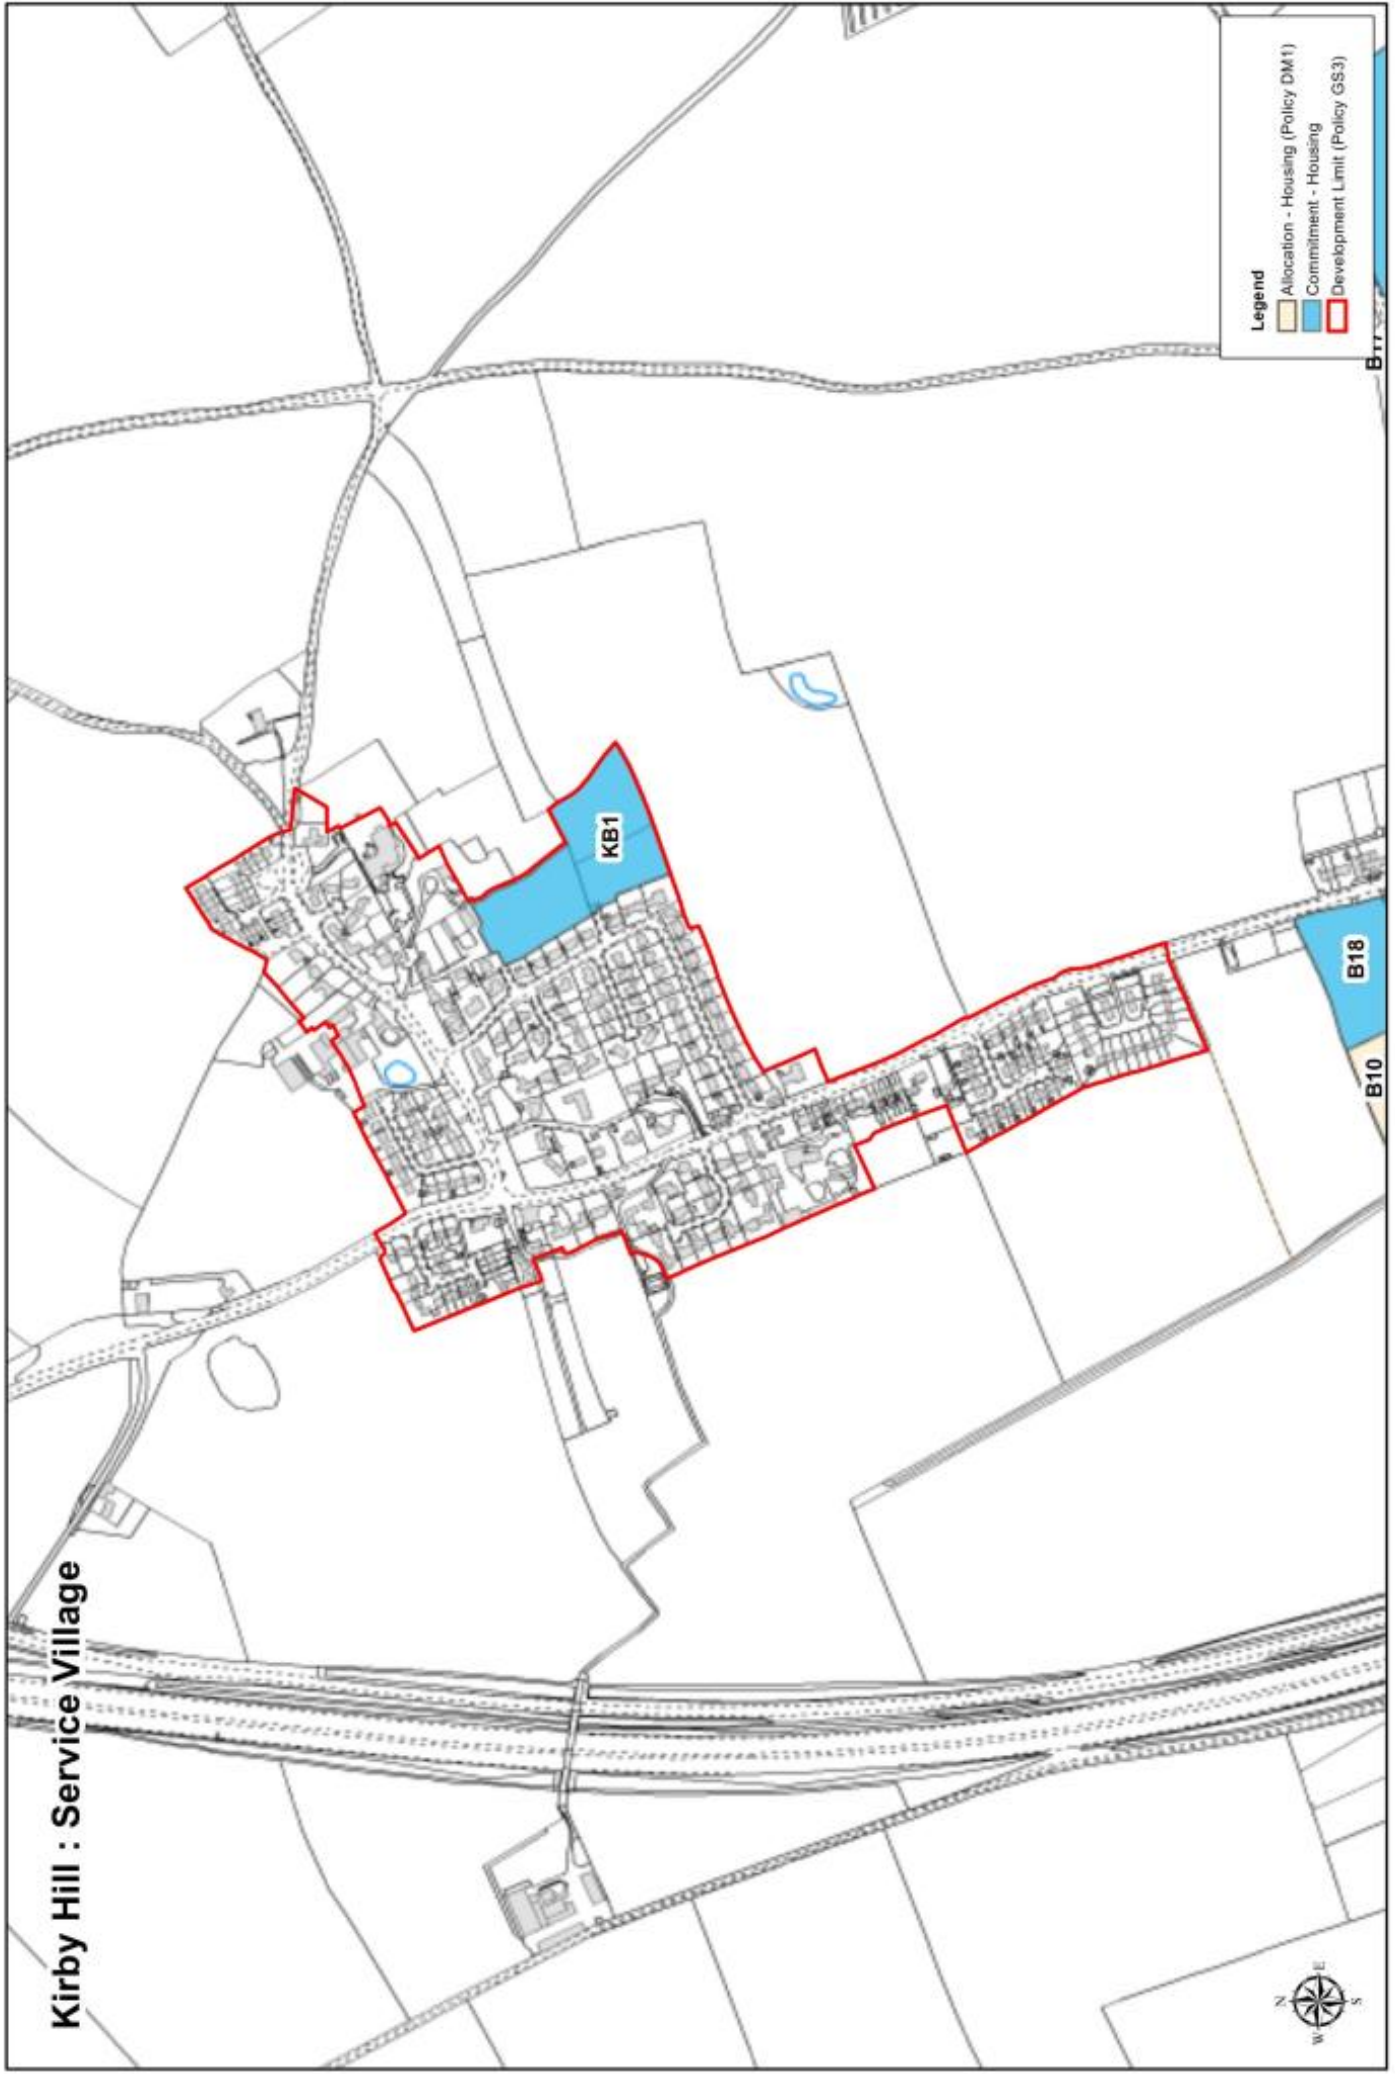 Kirby Hill : Service Village
KB1
B18
B10
Legend
Allocation - Housing (Policy DM1)
Commitment - Housing
Development Limit (Policy GS3)
N
W
E
S